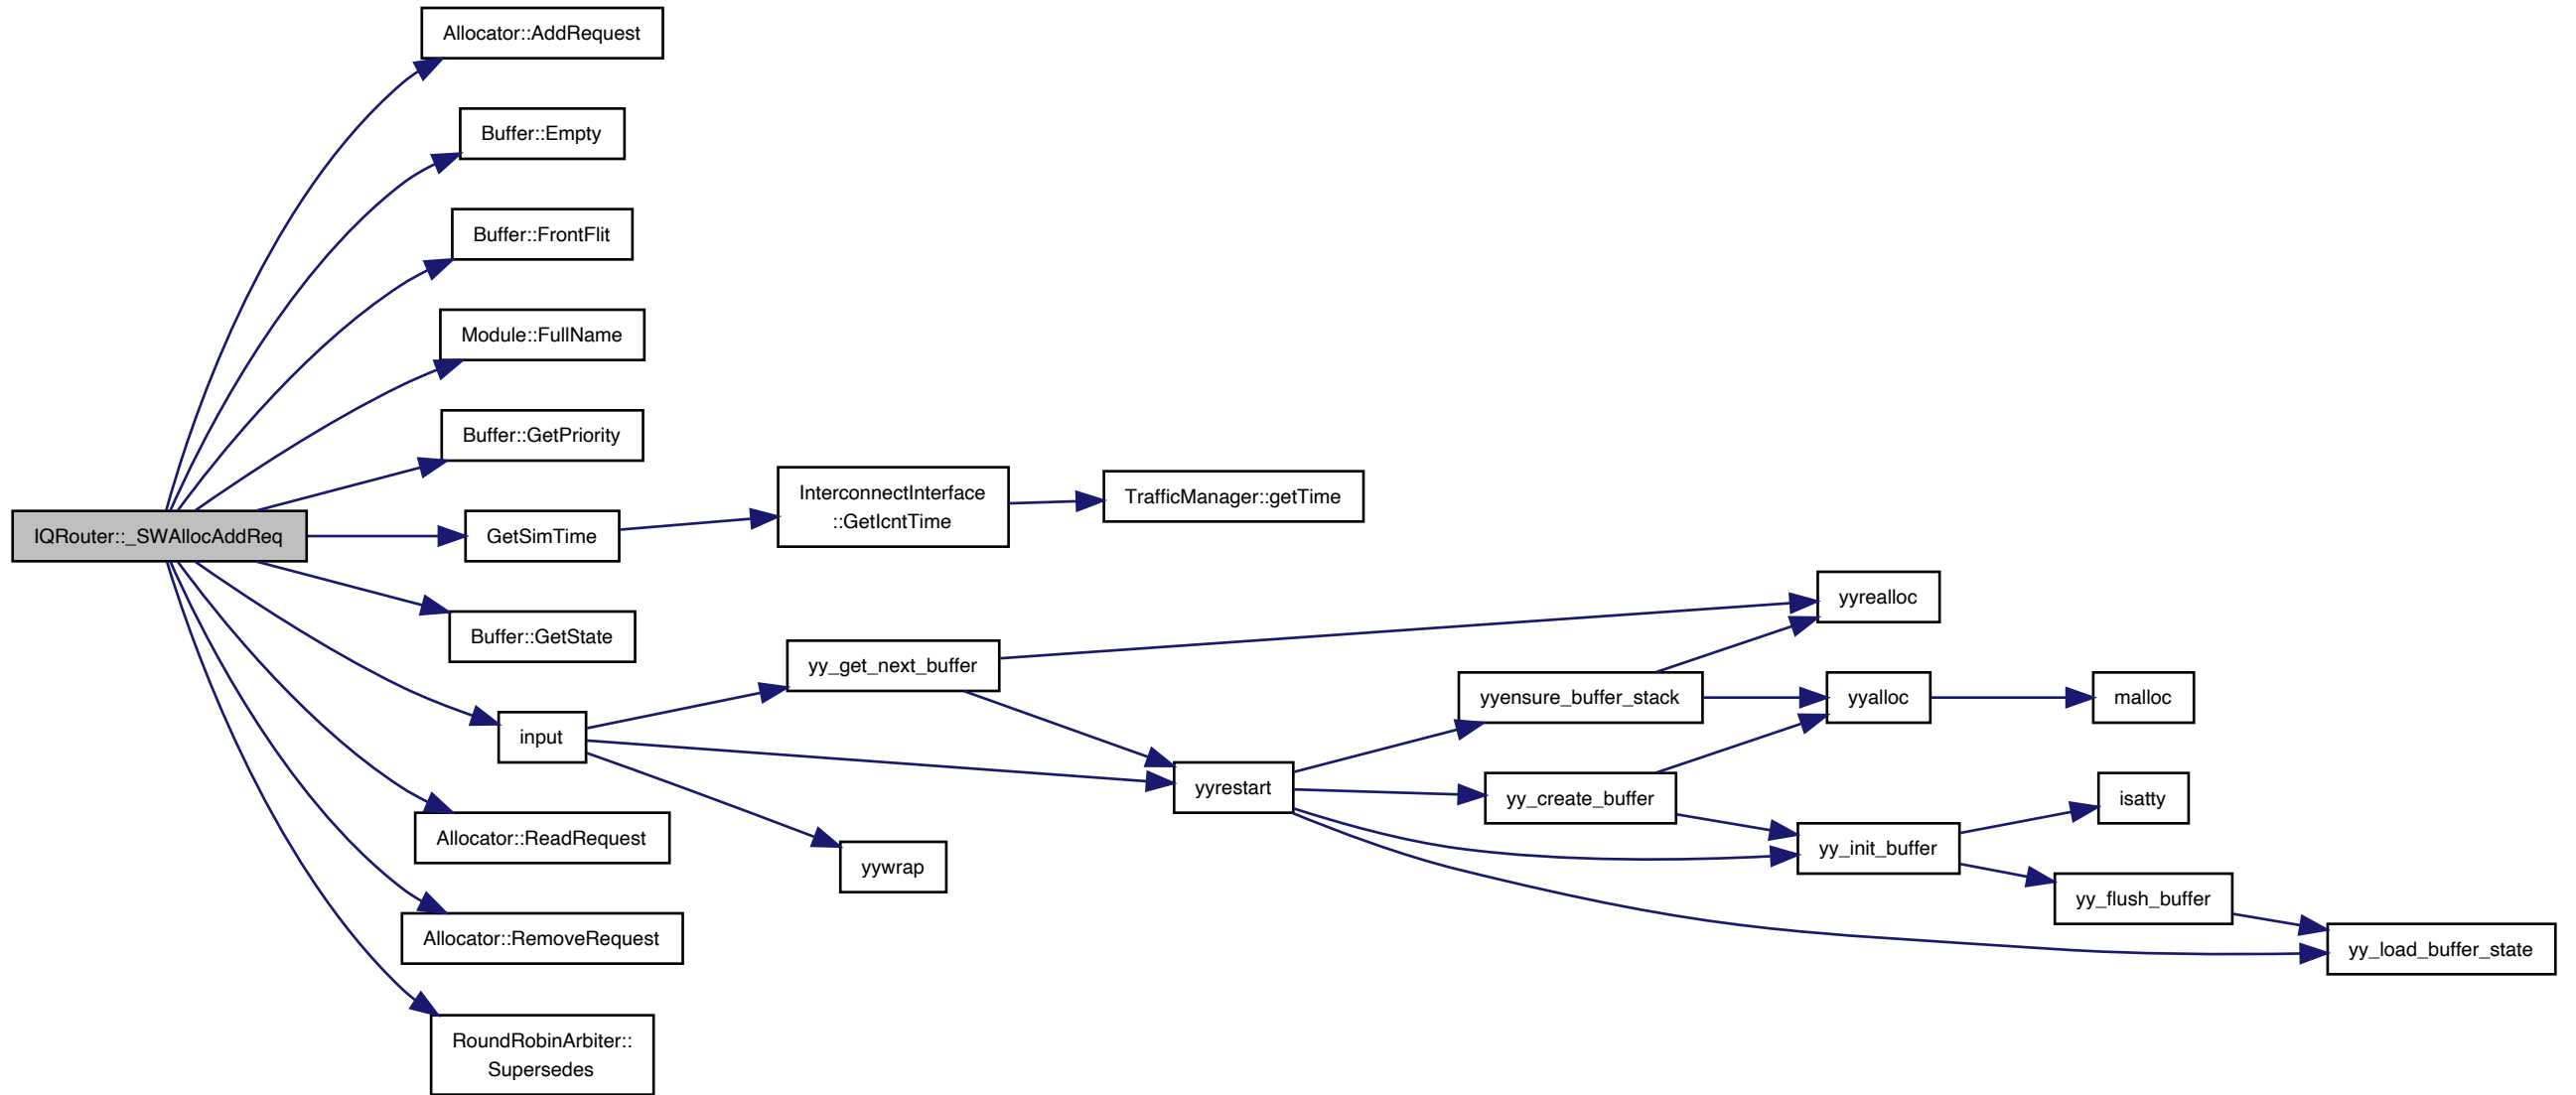 Allocator::AddRequest
Buffer::Empty
Buffer::FrontFlit
Module::FullName
Buffer::GetPriority
IQRouter::_SWAllocAddReq
GetSimTime
InterconnectInterface
::GetIcntTime
TrafficManager::getTime
Buffer::GetState
input
yy_get_next_buffer
yyrestart
yywrap
yyrealloc
yyensure_buffer_stack
yyalloc
malloc
yy_create_buffer
isatty
yy_init_buffer
yy_flush_buffer
yy_load_buffer_state
Allocator::ReadRequest
Allocator::RemoveRequest
RoundRobinArbiter::
Supersedes